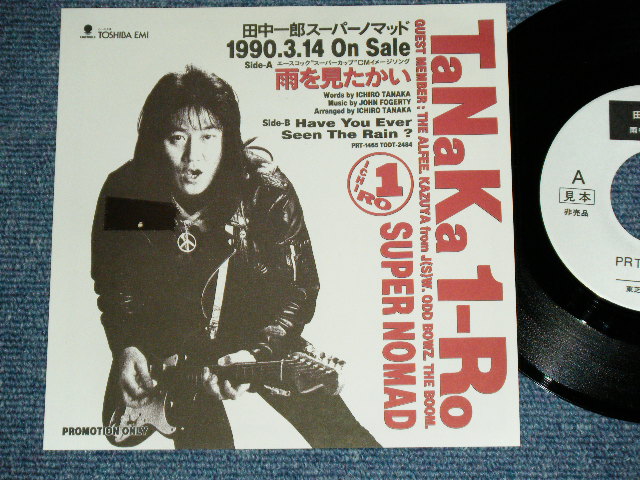 TOSHIBA EMI
田中一郎スーパーノマッド
1990.3.14 On Sale
Side-A エースコック"スーパーカップ"CMイメージソング
雨を見たかい
Words by ICHIRO TANAKA
Music by JOHN FOGERTY
Arranged by ICHIRO TANAKA
Side-B Have You Ever
Seen The Rain ?
PRT-1465 TODT-2484
ICHI 1 RO
TaNaKa 1-Ro
GUEST MEMBER : THE ALFEE. KAZUYA from J(S)W. ODD BOWZ. THE BOOM.
SUPER NOMAD
PROMOTION ONLY
A
見本
非売品
PRT
東芝